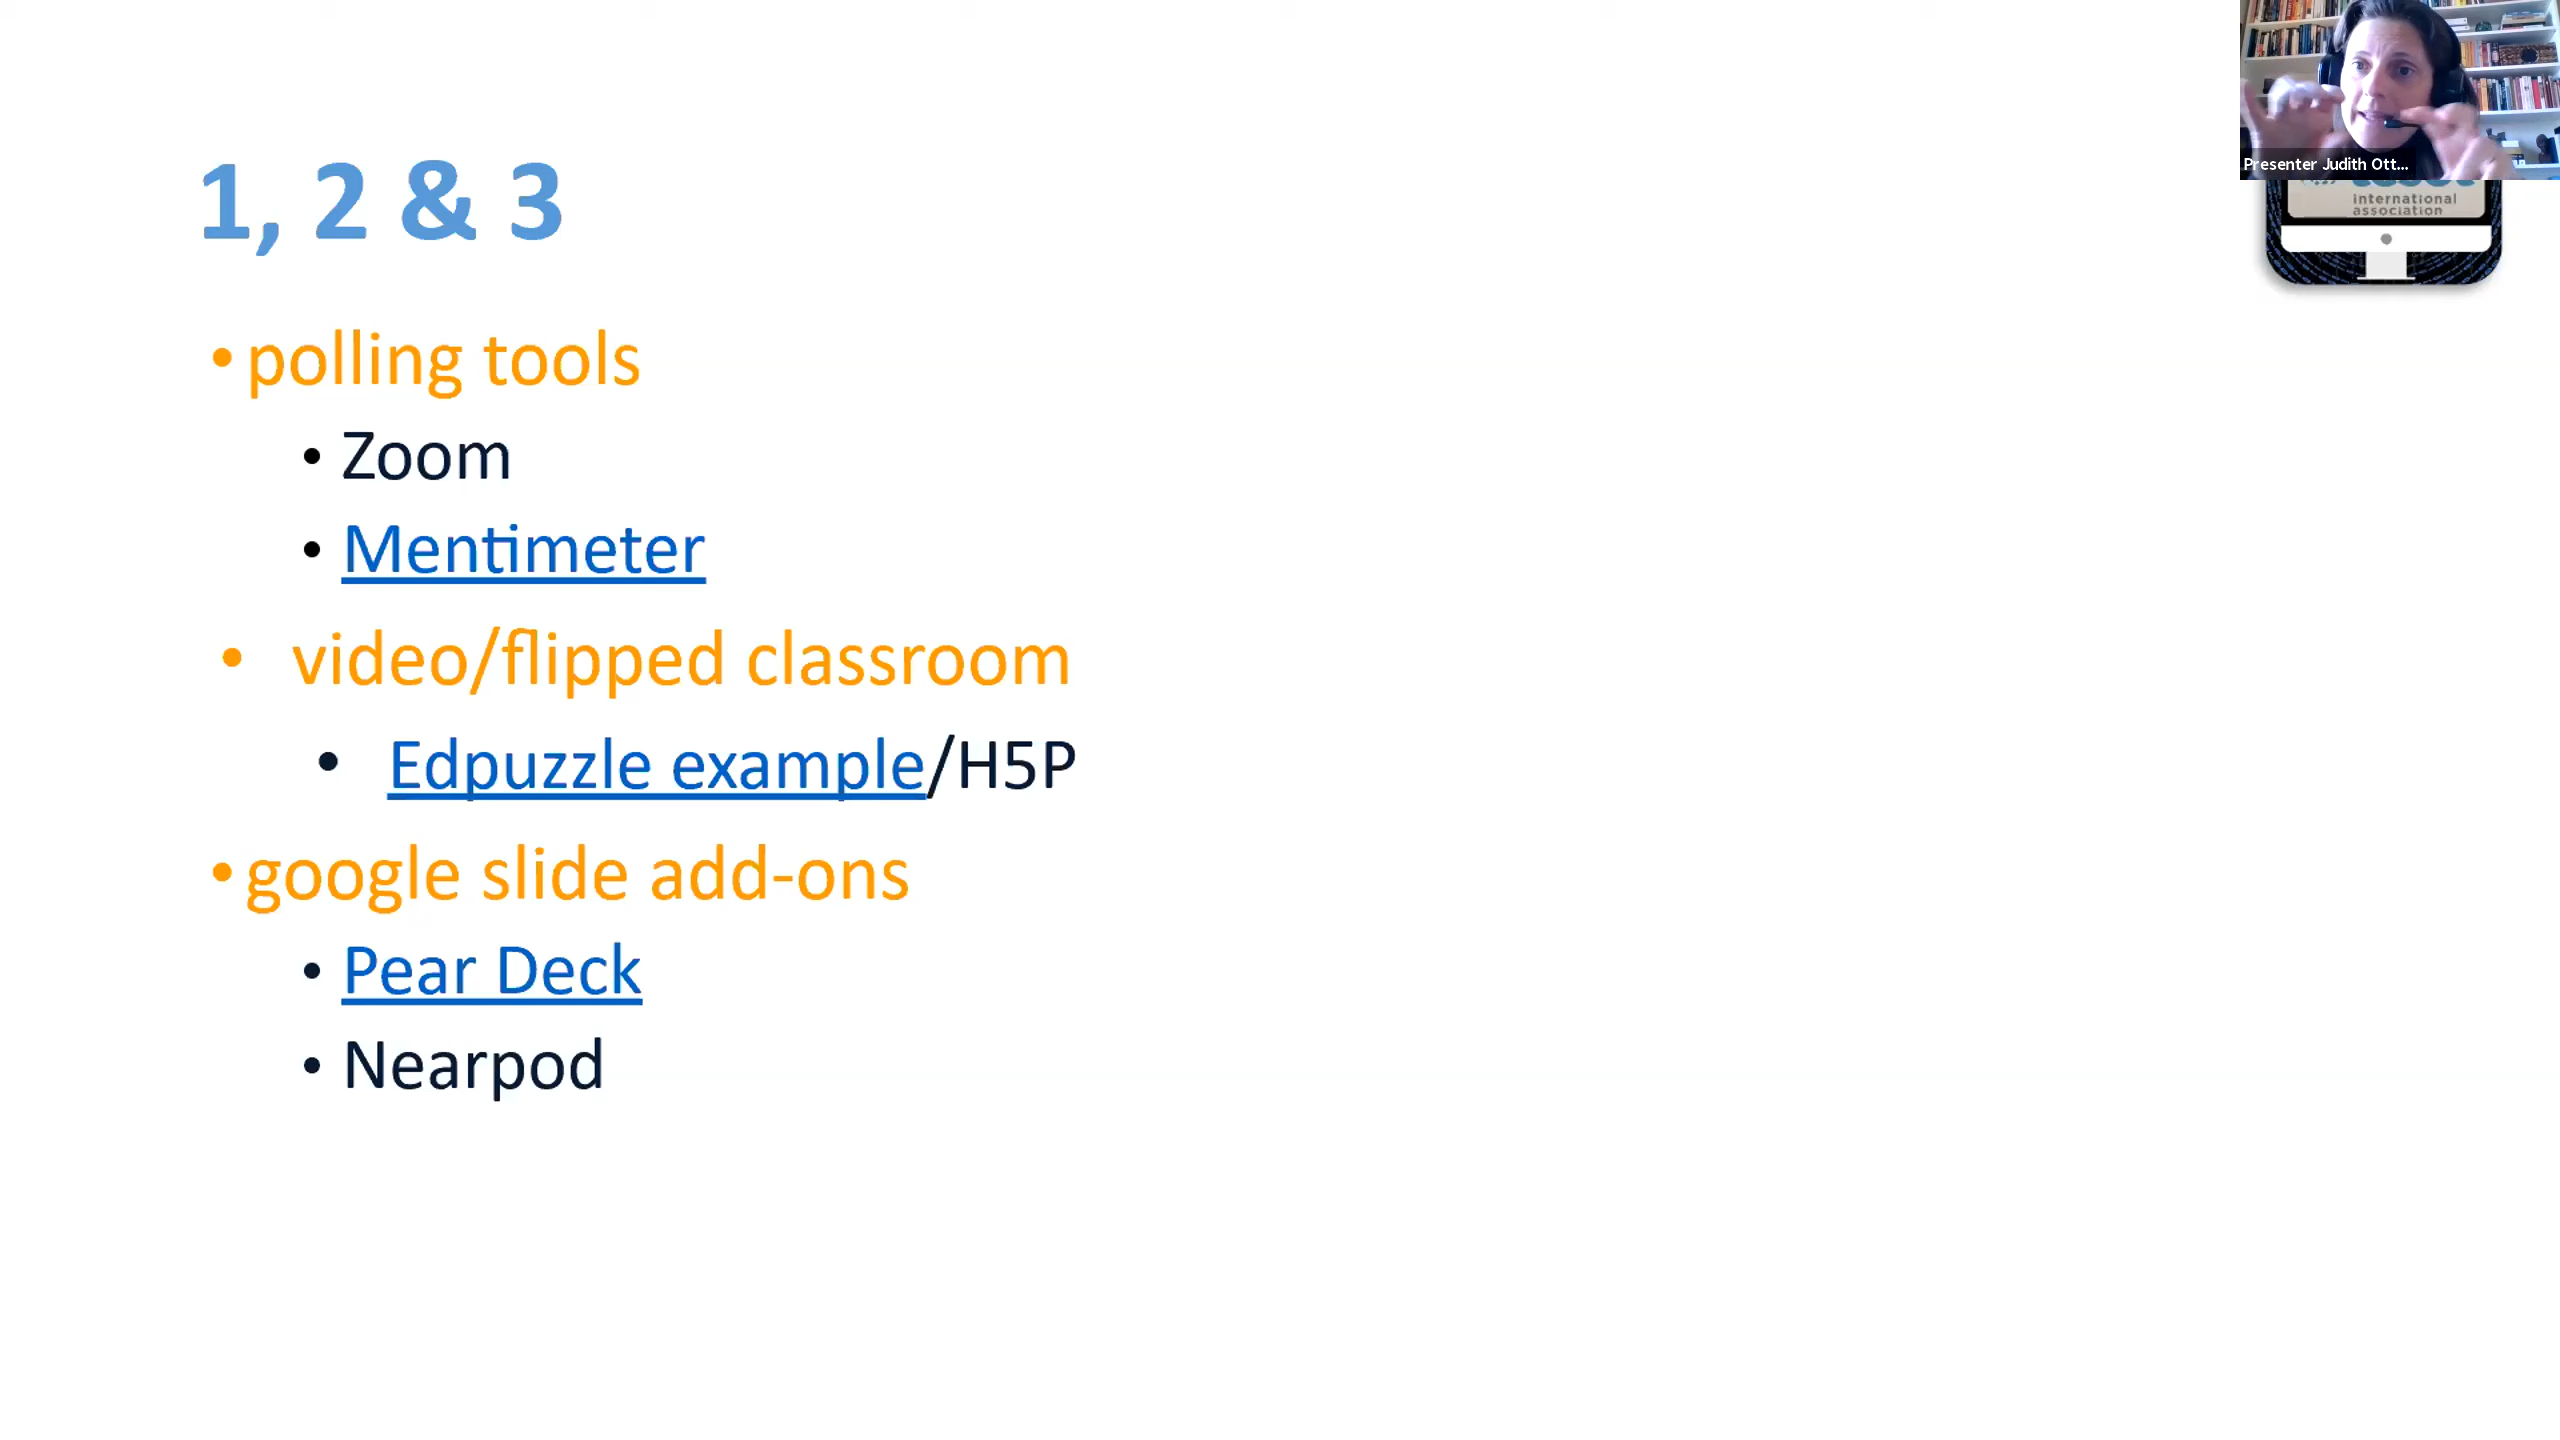 1, 2 & 3
• polling tools
• Zoom
• Mentimeter
• video/flipped classroom
• Edpuzzle example/H5P
• google slide add-ons
• Pear Deck
• Nearpod
Presenter Judith Ott...
international
association